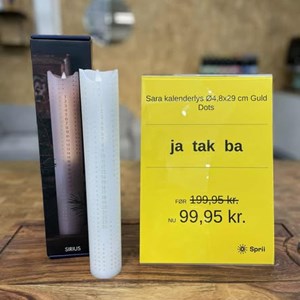 Sara kalenderlys Ø4,8x29 cm Guld
Dots
ja tak ba
FØR 199,95 kr.
NU 99,95 kr.
Spril
SIRIUS